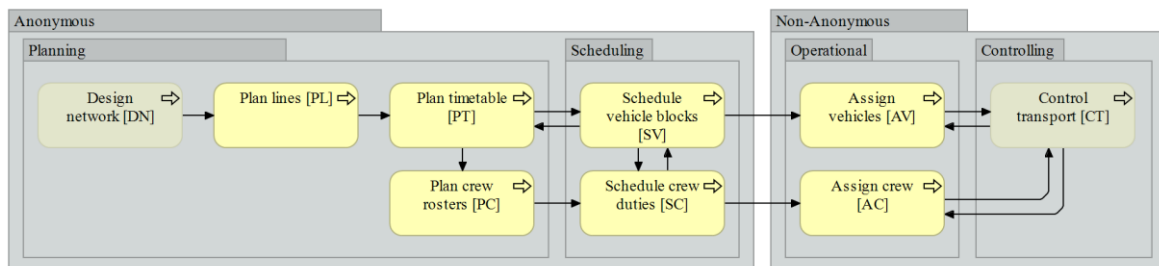 Anonymous
Non-Anonymous
Planning
Scheduling
Operational
Controlling
Design
network [DN]
Plan lines [PL]
Plan timetable
[PT]
Schedule
vehicle blocks
[SV]
Assign
vehicles [AV]
Control
transport [CT]
Plan crew
rosters [PC]
Schedule crew
duties [SC]
Assign crew
[AC]